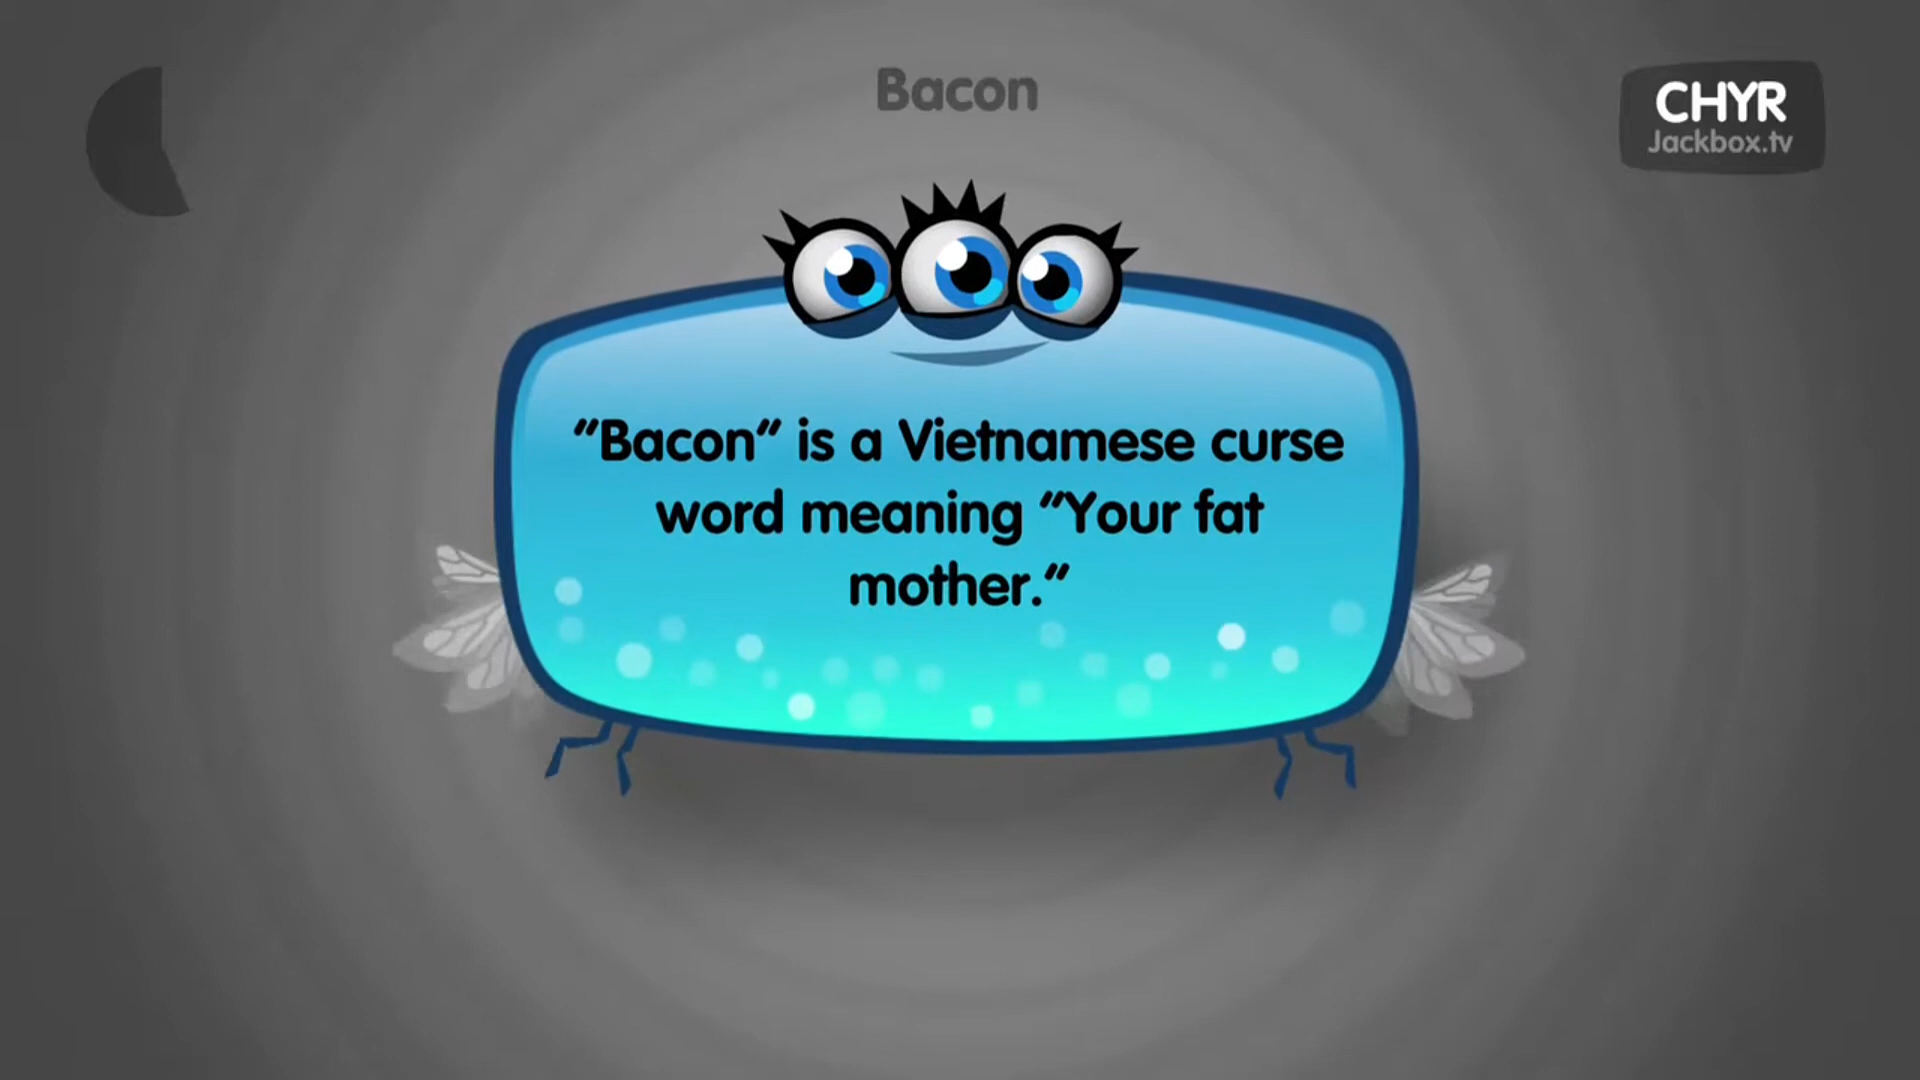 Bacon
CHYR
Jackbox.tv
"Bacon" is a Vietnamese curse
word meaning "Your fat
mother."